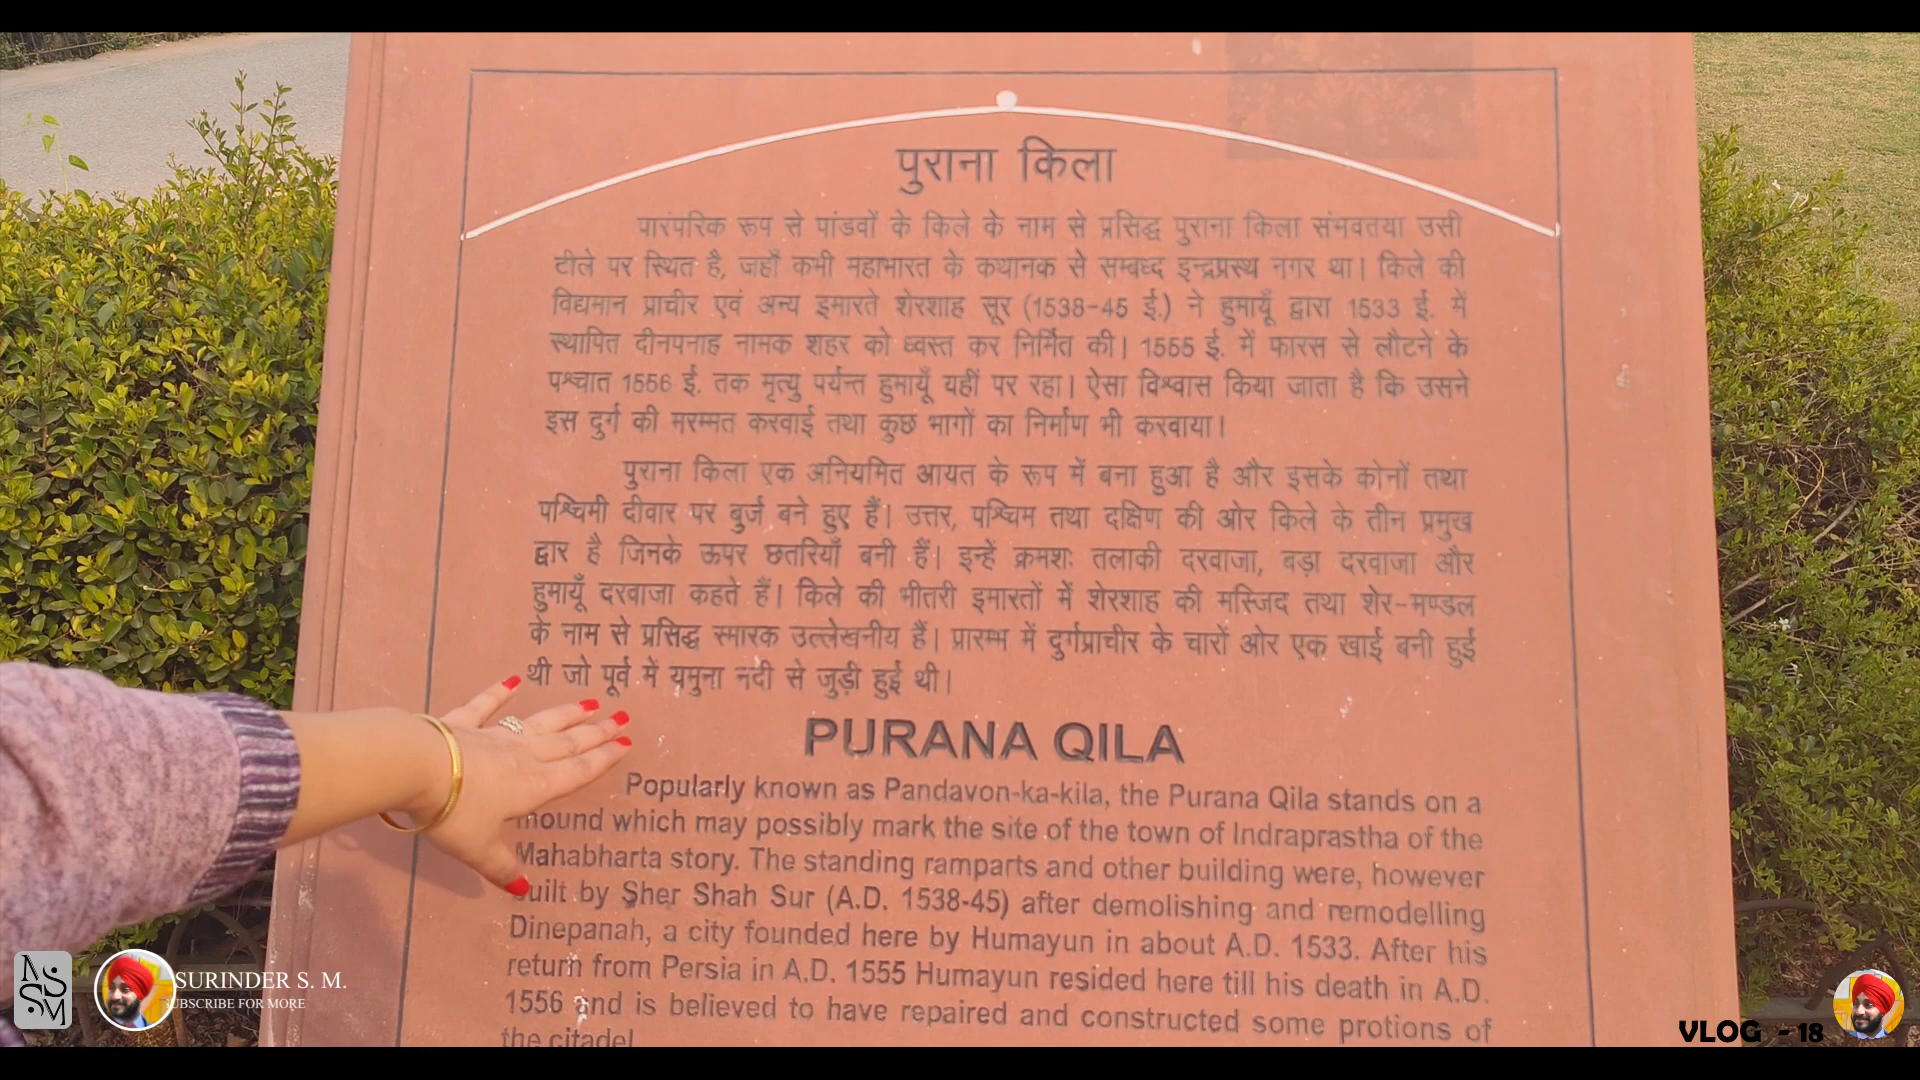 पुराना किला
पारंपरिक रूप से पांडवों के किले के नाम से प्रसिद्ध पुराना किला संभवतया उसी
टीले पर स्थित है, जहाँ कभी महाभारत के कथानक से सम्बध्द इन्द्रप्रस्थ नगर था। किले की
विद्यमान प्राचीर एवं अन्य इमारते शेरशाह सूर (1538-45 ई.) ने हुमायूँ द्वारा 1533 ई. में
स्थापित दीनपनाह नामक शहर को ध्वस्त कर निर्मित की। 1555 ई. में फारस से लौटने के
पश्चात 1556 ई. तक मृत्यु पर्यन्त हुमायूँ यहीं पर रहा। ऐसा विश्वास किया जाता है कि उसने
इस दुर्ग की मरम्मत करवाई तथा कुछ भागों का निर्माण भी करवाया।
पुराना किला एक अनियमित आयत के रूप में बना हुआ है और इसके कोनों तथा
पश्चिमी दीवार पर बुर्ज बने हुए हैं। उत्तर, पश्चिम तथा दक्षिण की ओर किले के तीन प्रमुख
द्वार है जिनके ऊपर छतरियाँ बनी हैं। इन्हें क्रमशः तलाकी दरवाजा, बड़ा दरवाजा और
हुमायूँ दरवाजा कहते हैं। किले की भीतरी इमारतों में शेरशाह की मस्जिद तथा शेर-मण्डल
के नाम से प्रसिद्ध स्मारक उल्लेखनीय हैं। प्रारम्भ में दुर्गप्राचीर के चारों ओर एक खाई बनी हुई
थी जो पूर्व में यमुना नदी से जुड़ी हुई थी।
PURANA QILA
Popularly known as Pandavon-ka-kila, the Purana Qila stands on a
mound which may possibly mark the site of the town of Indraprastha of the
Mahabharta story. The standing ramparts and other building were, however
built by Sher Shah Sur (A.D. 1538-45) after demolishing and remodelling
Dinepanah, a city founded here by Humayun in about A.D. 1533. After his
return from Persia in A.D. 1555 Humayun resided here till his death in A.D.
1556 and is believed to have repaired and constructed some protions of
the citadel
NSSM
SURINDER S. M.
SUBSCRIBE FOR MORE
VLOG - 18